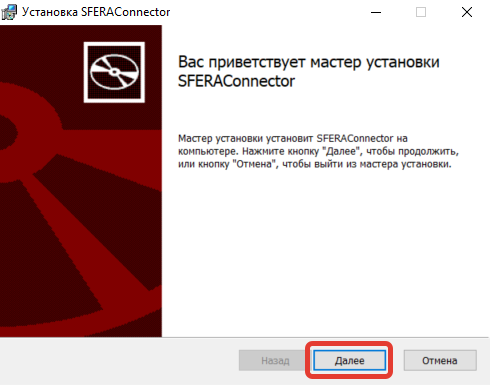 Установка SFERAConnector
Вас приветствует мастер установки
SFERAConnector
Мастер установки установит SFERAConnector на
компьютере. Нажмите кнопку "Далее", чтобы продолжить,
или кнопку "Отмена", чтобы выйти из мастера установки.
Назад Далее Отмена